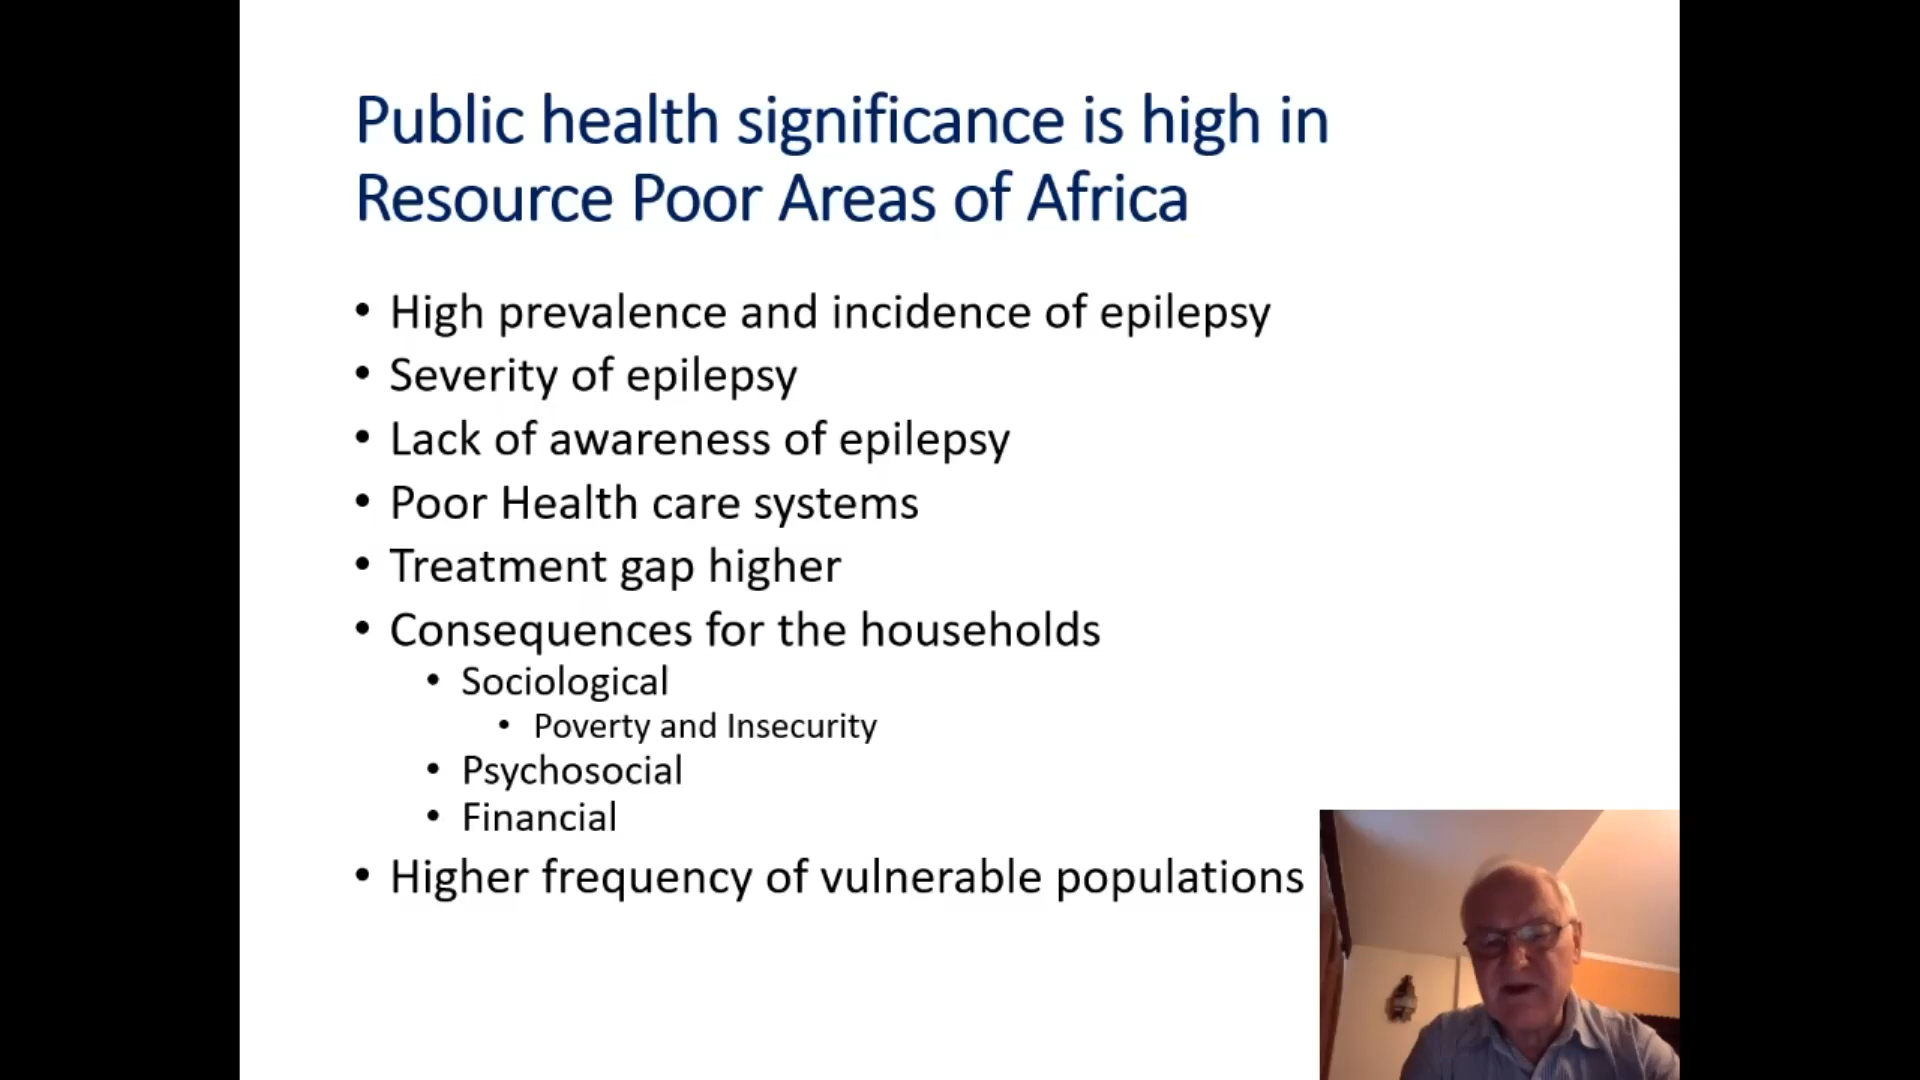 Public health significance is high in
Resource Poor Areas of Africa
• High prevalence and incidence of epilepsy
• Severity of epilepsy
• Lack of awareness of epilepsy
• Poor Health care systems
• Treatment gap higher
• Consequences for the households
• Sociological
• Poverty and Insecurity
• Psychosocial
• Financial
• Higher frequency of vulnerable populations